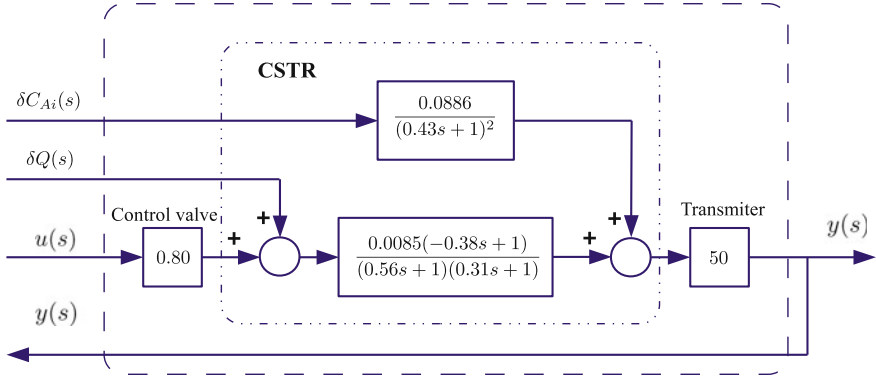 CSTR
δC_{Ai}(s)
0.0886
(0.43s + 1)^2
δQ(s)
+
Control valve
Transmiter
u(s)
0.80
+
0.0085(−0.38s + 1)
(0.56s + 1)(0.31s + 1)
+
+
50
y(s)
y(s)